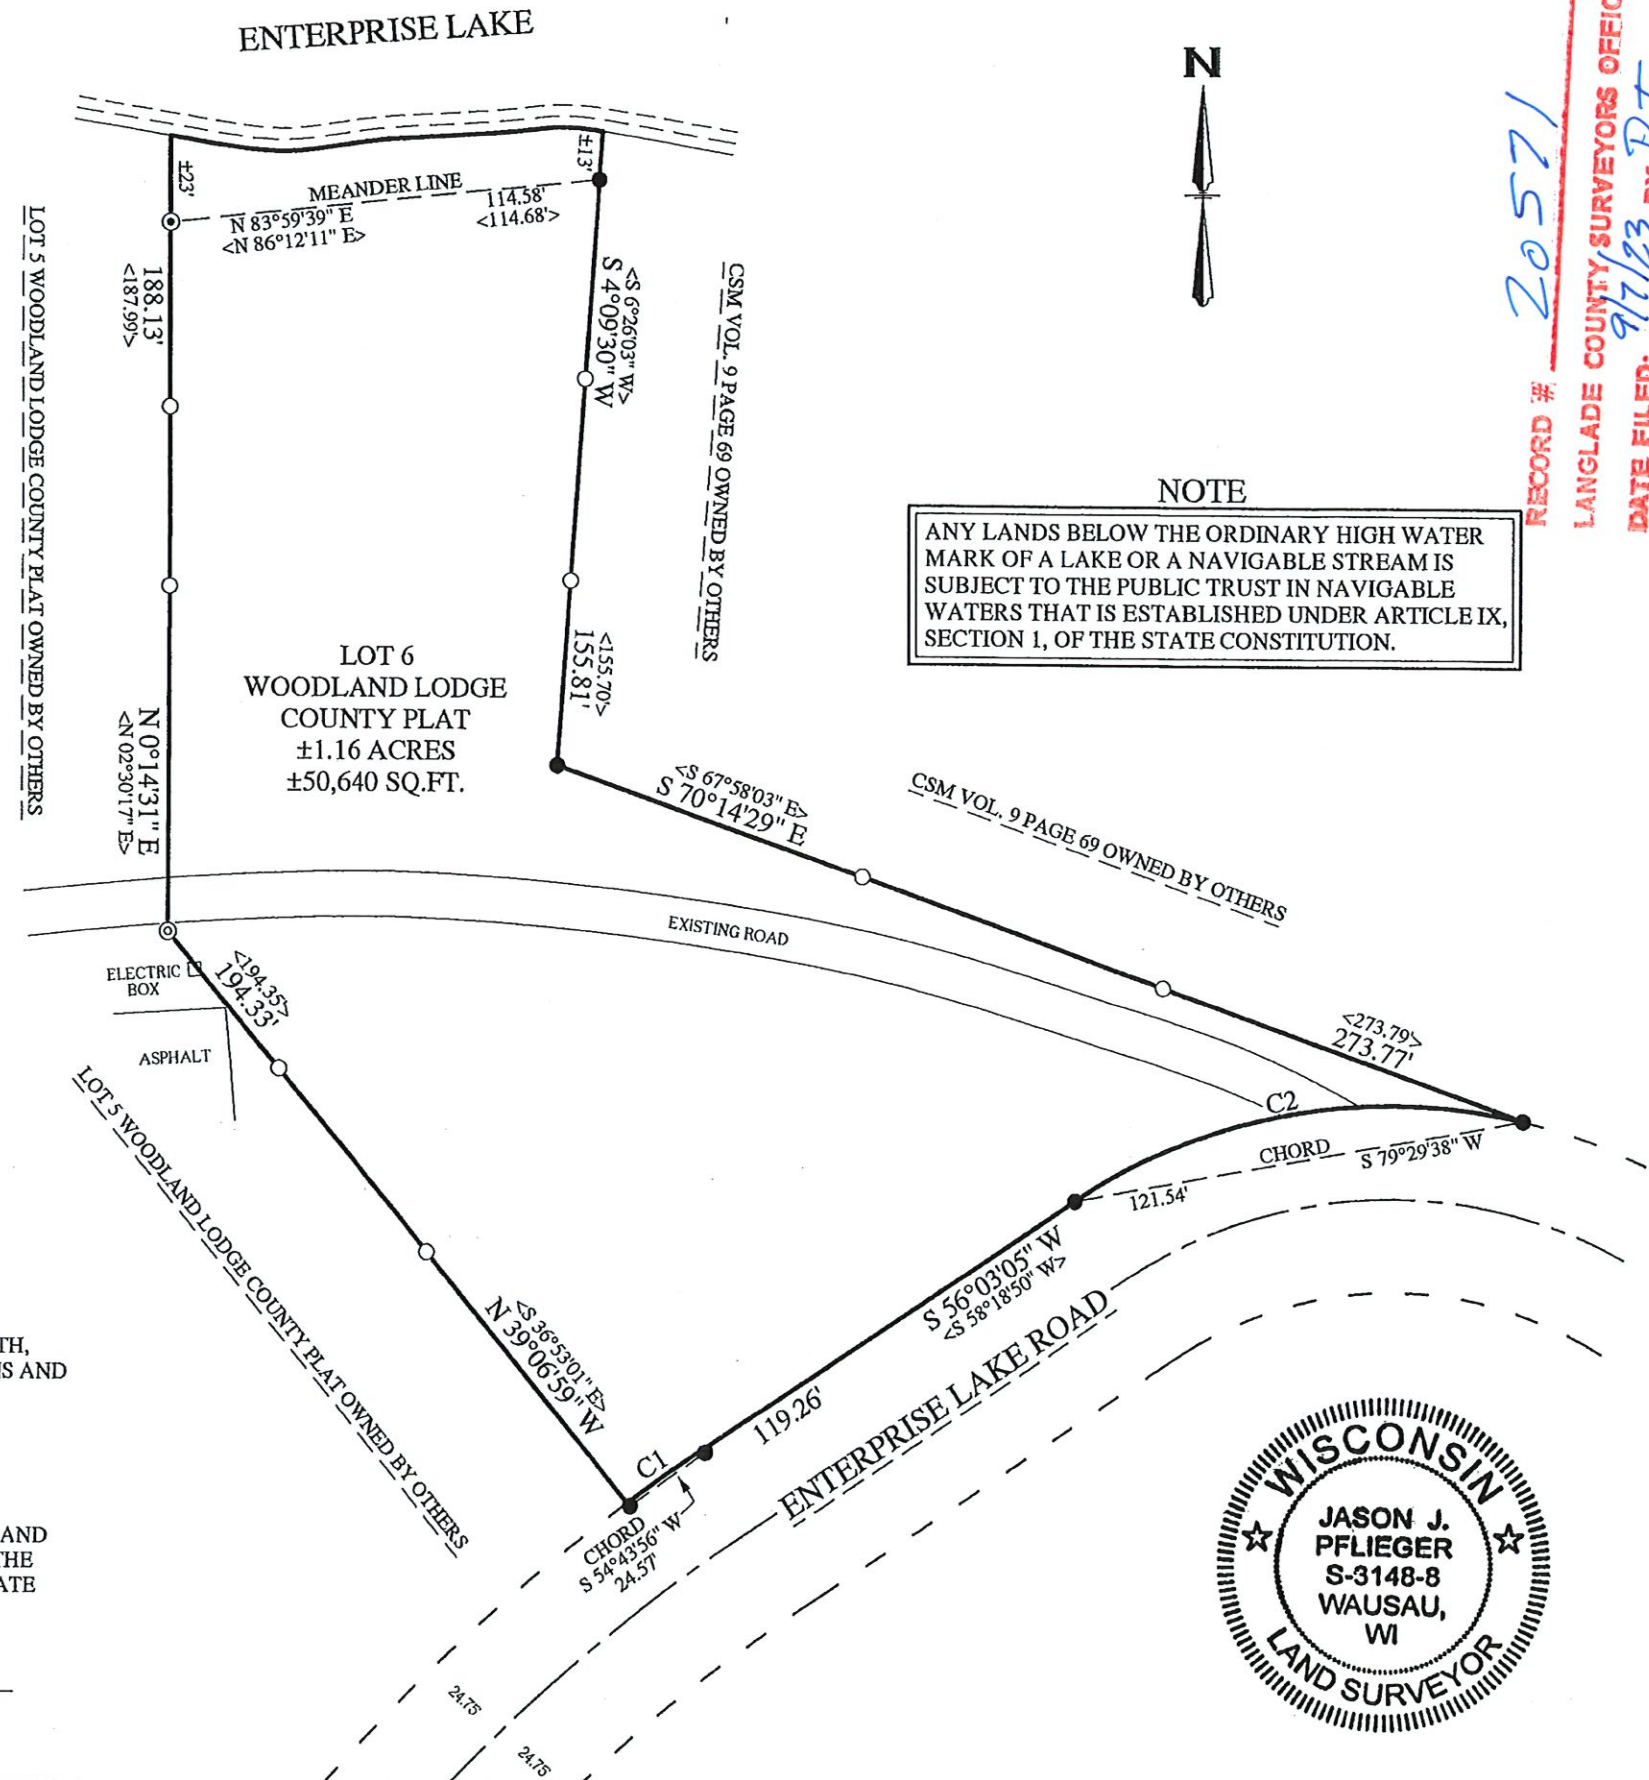 ENTERPRISE LAKE
N
±23'
±13'
MEANDER LINE
N 83°59'39" E
<N 86°12'11" E>
114.58'
<114.68'>
LOT 5 WOODLAND LODGE COUNTY PLAT OWNED BY OTHERS
188.13'
<187.99'>
N 0°14'31" E
<N 02°30'17" E>
<S 6°26'03" W>
S 4°09'30" W
<155.70'>
155.81'
CSM VOL. 9 PAGE 69 OWNED BY OTHERS
RECORD # 20571
LANGLADE COUNTY SURVEYORS OFFIC
DATE FILED: 9/7/23 BY
NOTE
ANY LANDS BELOW THE ORDINARY HIGH WATER
MARK OF A LAKE OR A NAVIGABLE STREAM IS
SUBJECT TO THE PUBLIC TRUST IN NAVIGABLE
WATERS THAT IS ESTABLISHED UNDER ARTICLE IX,
SECTION 1, OF THE STATE CONSTITUTION.
LOT 6
WOODLAND LODGE
COUNTY PLAT
±1.16 ACRES
±50,640 SQ.FT.
<S 67°58'03" E>
S 70°14'29" E
CSM VOL. 9 PAGE 69 OWNED BY OTHERS
<273.79'>
273.77'
EXISTING ROAD
ELECTRIC
BOX
ASPHALT
<194.35'>
194.33'
<S 36°53'01" E>
N 39°06'59" W
LOT 5 WOODLAND LODGE COUNTY PLAT OWNED BY OTHERS
C2
CHORD
S 79°29'38" W
121.54'
S 56°03'05" W
<S 58°18'50" W>
119.26'
ENTERPRISE LAKE ROAD
C1
CHORD
S 54°43'56" W
24.57'
24.75
24.75
TH,
NS AND
AND
THE
ATE
WISCONSIN
JASON J.
PFLIEGER
S-3148-8
WAUSAU,
WI
LAND SURVEYOR